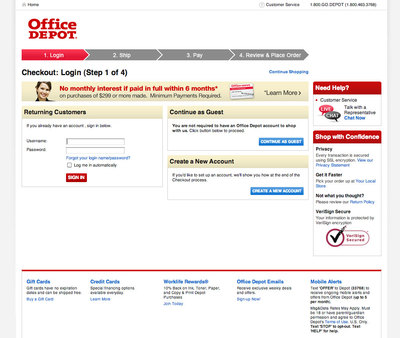 Home
Customer Service
1.800.GO.DEPOT (1.800.463.3768)
Office
DEPOT.
1. Login
2. Ship
3. Pay
4. Review & Place Order
Checkout: Login (Step 1 of 4)
Continue Shopping
No monthly interest if paid in full within 6 months*
on purchases of $299 or more made. Minimum Payments Required.
*Learn More>
Returning Customers
If you already have an account, sign in below.
Username:
Password:
Forgot your login name/password?
Log me in automatically
SIGN IN
Continue as Guest
You are not required to have an Office Depot account to shop
with us. Click button below to proceed.
CONTINUE AS GUEST
Create a New Account
If you'd like to set up an account, we'll show you how at the end of the
Checkout process.
CREATE A NEW ACCOUNT
Need Help?
Customer Service
LIVE
CHAT
Talk with a
Representative
Chat Now
Shop with Confidence
Privacy
Every transaction is secured
using SSL encryption. View our
Privacy Statement
Get it Faster
Pick your order up at Your Local
Store
Not what you thought?
Please review our Return Policy
VeriSign Secure
Your information is protected by
VeriSign encryption
VeriSign
Secured
Gift Cards
Gift cards have no expiration
dates and can be shipped free
Buy a Gift Card
Credit Cards
Special financing options
available everyday.
Learn More
Worklife Rewards®
10% Back on Ink, Toner, Paper,
and Copy & Print Depot
Purchases
Join Today
Office Depot Emails
Receive exclusive weekly deals
and offers.
Sign-up Now!
Mobile Alerts
Text 'OFFER' to Depot (33768) to
receive ongoing Mobile alerts and
offers from Office Depot (up to 5
per month).
Msg&Data Rates May Apply. Must
be 18 or have parent/guardian
permission and agree to Office
Depot's Terms of Use. U.S. Only.
Text 'STOP' to opt-out. Text
'HELP' for help.